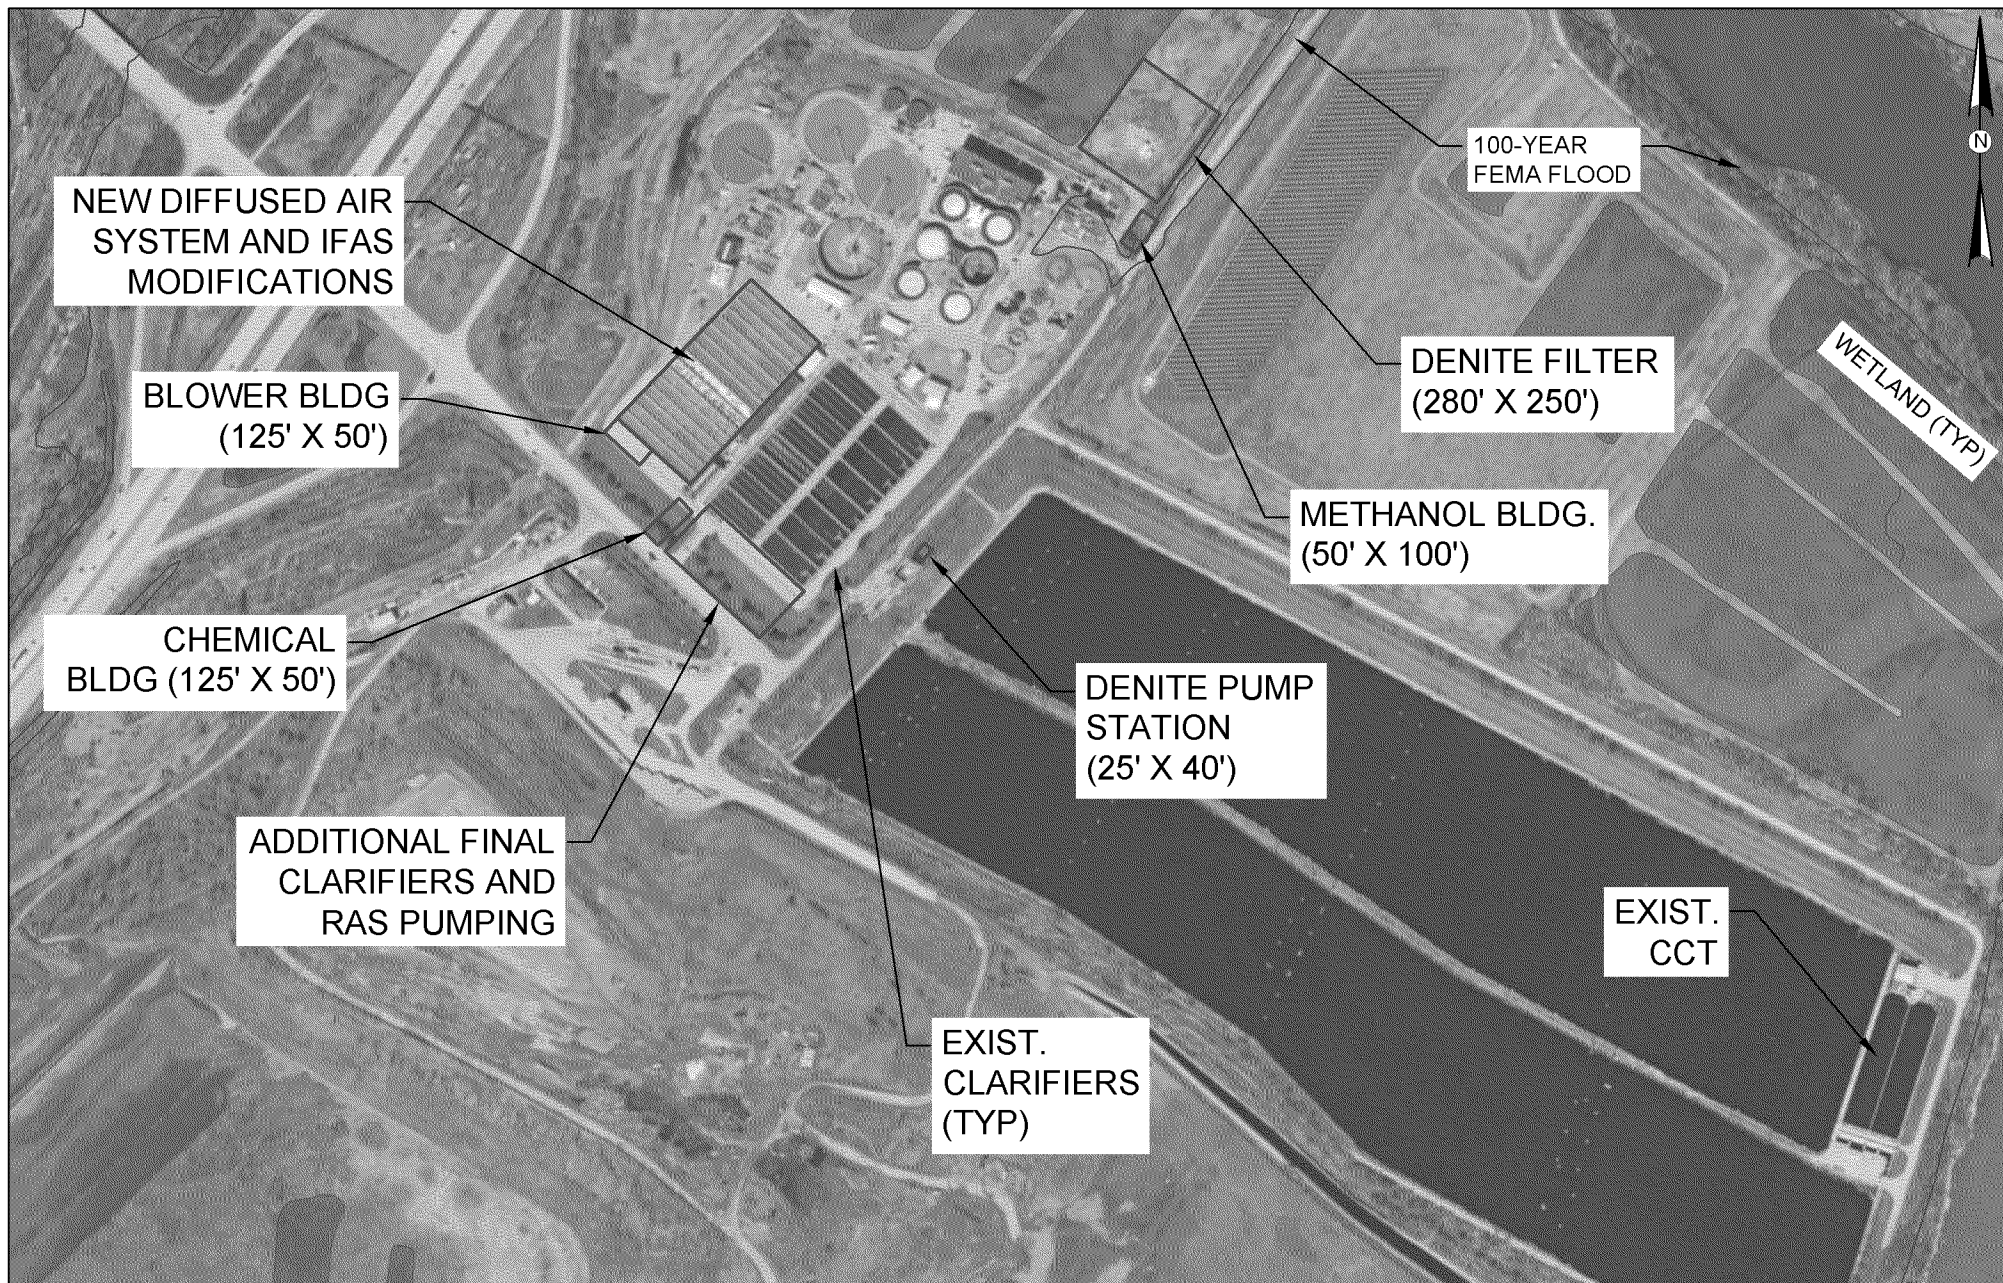 N
100-YEAR
FEMA FLOOD
NEW DIFFUSED AIR
SYSTEM AND IFAS
MODIFICATIONS
WETLAND (TYP)
DENITE FILTER
(280' X 250')
BLOWER BLDG
(125' X 50')
METHANOL BLDG.
(50' X 100')
CHEMICAL
BLDG (125' X 50')
DENITE PUMP
STATION
(25' X 40')
ADDITIONAL FINAL
CLARIFIERS AND
RAS PUMPING
EXIST.
CCT
EXIST.
CLARIFIERS
(TYP)